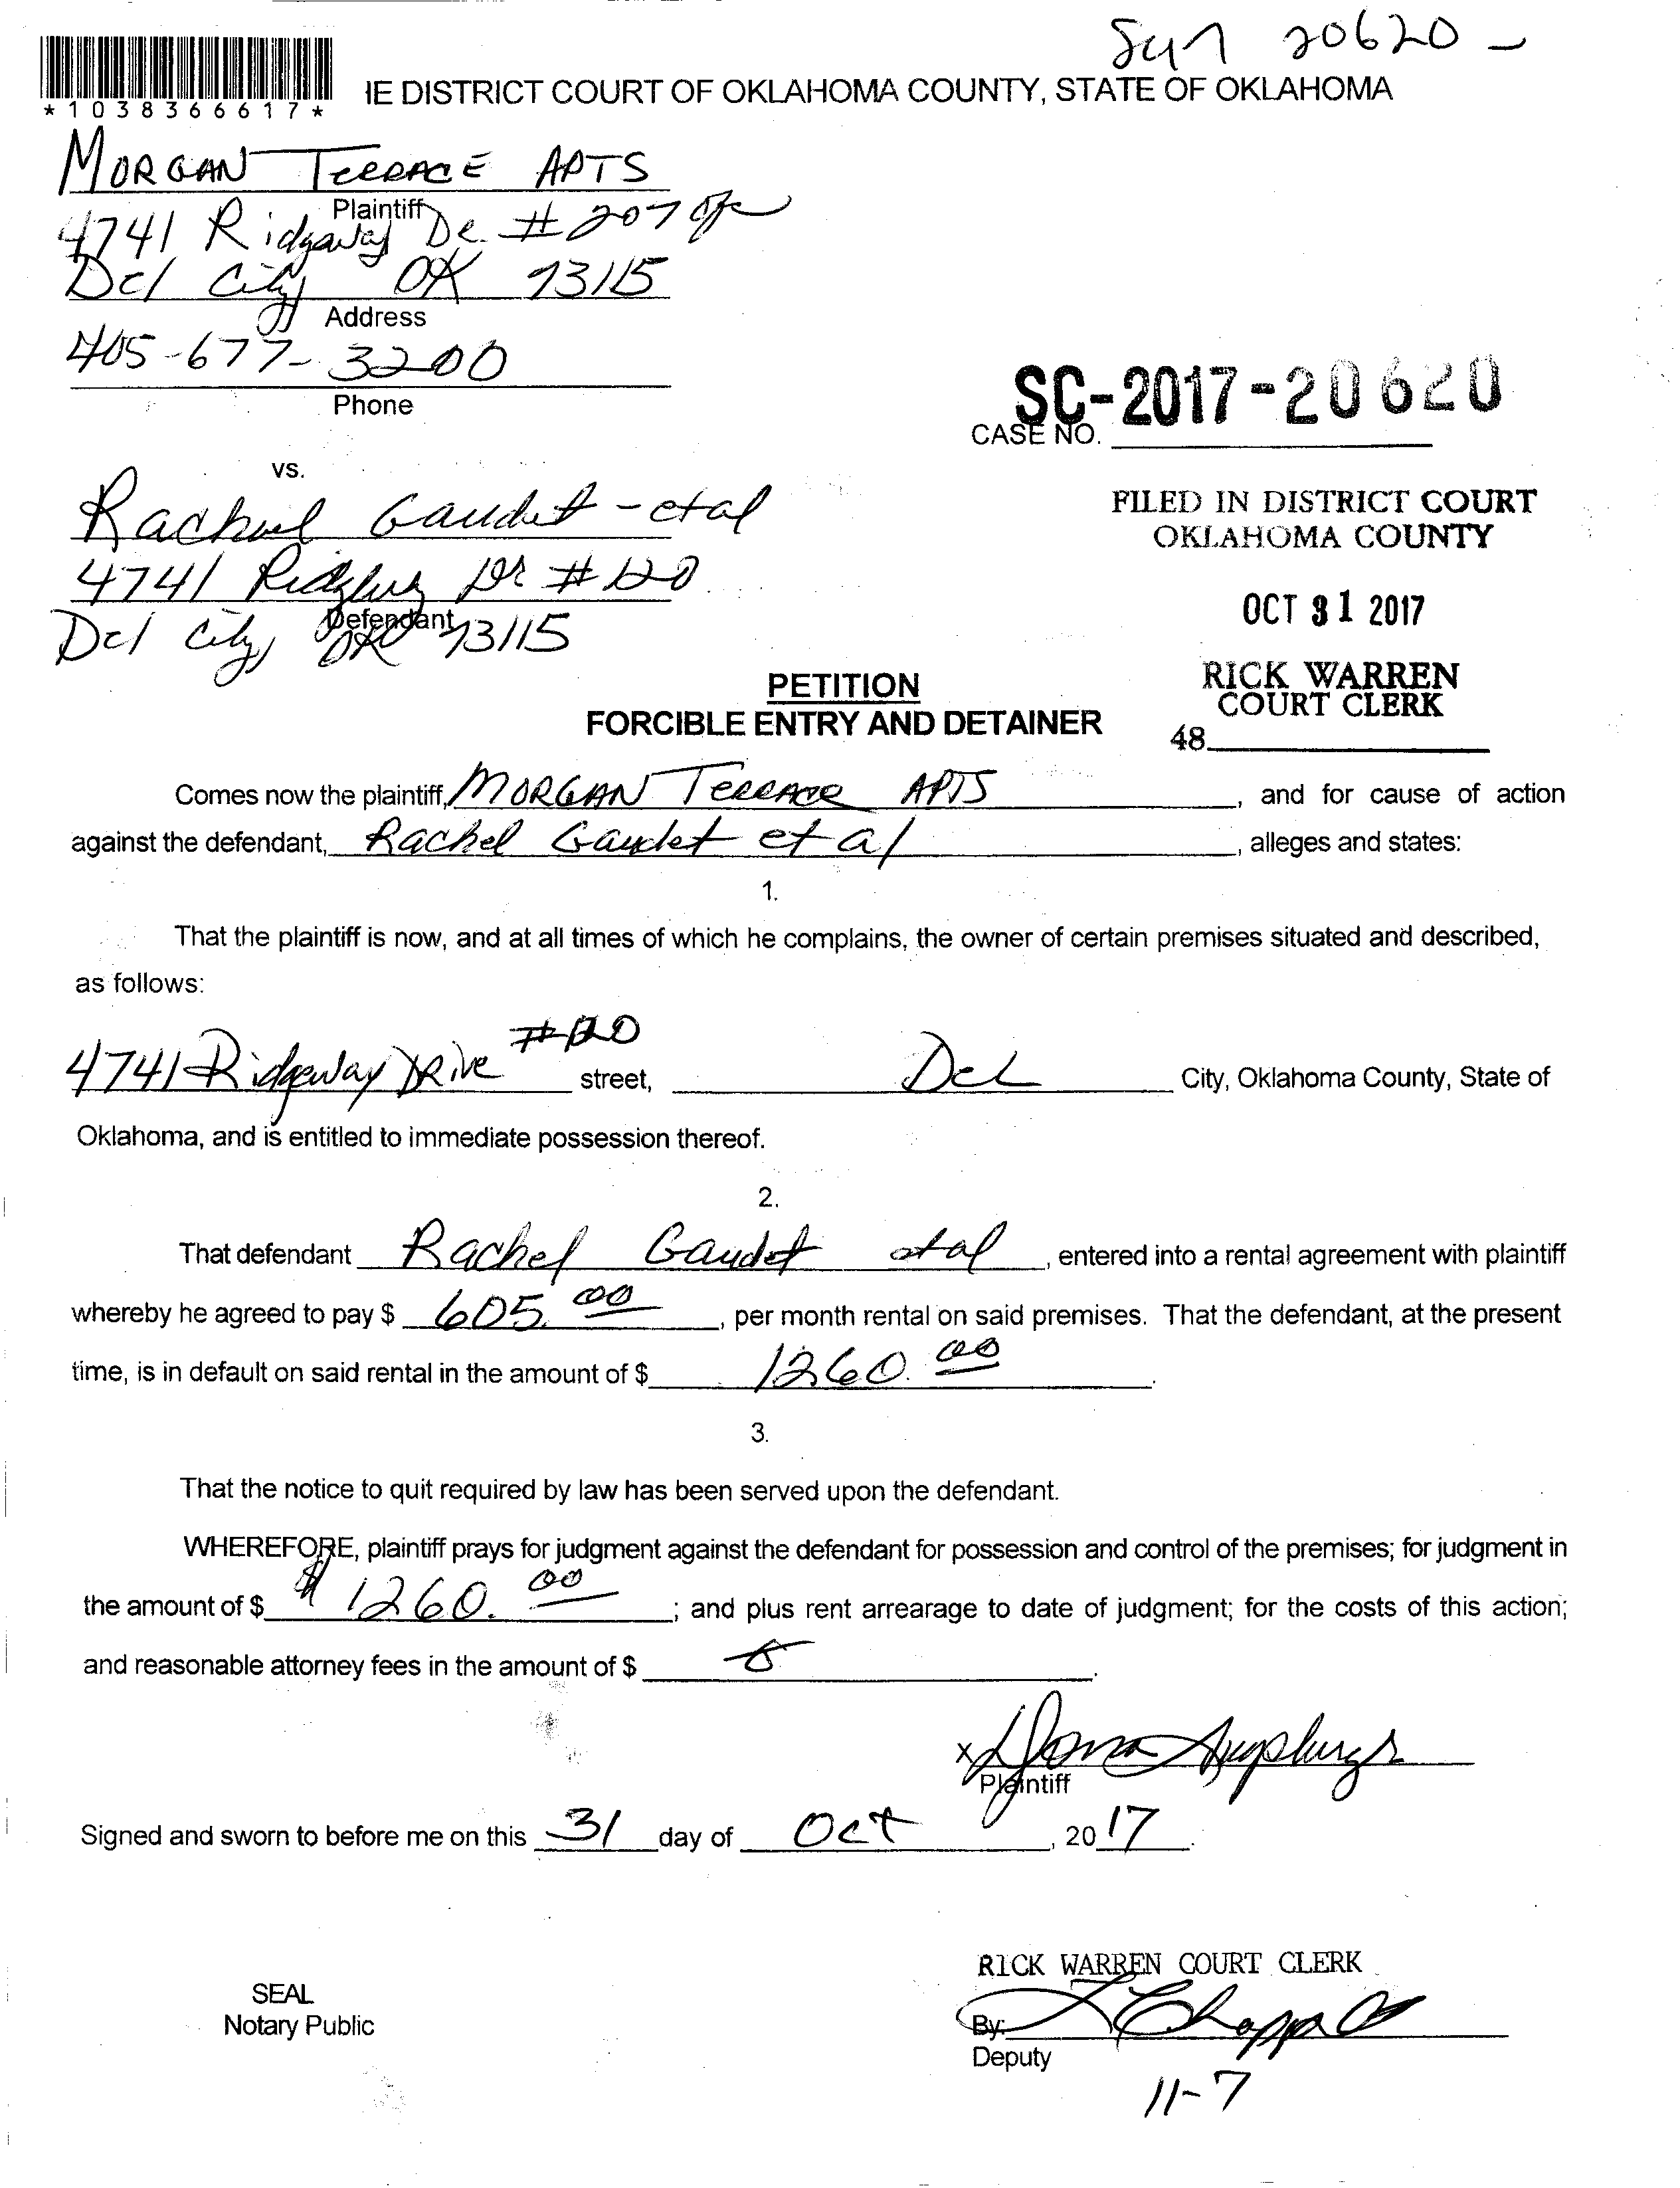 20620 -
*1038366617*
IE DISTRICT COURT OF OKLAHOMA COUNTY, STATE OF OKLAHOMA
MORGAN TERRACE APTS
Plaintiff
4741 Ridgeway DR. # 207 ofc
Del City OK 73115
Address
405-677-3200
Phone
SC-2017-20620
CASE NO.
vs.
Rachel Gaudet - etal
4741 Ridgeway Dr # 120
Defendant
Del City, OK 73115
FILED IN DISTRICT COURT
OKLAHOMA COUNTY
OCT 31 2017
RICK WARREN
COURT CLERK
48
PETITION
FORCIBLE ENTRY AND DETAINER
Comes now the plaintiff, MORGAN TERRACE APTS, and for cause of action
against the defendant, Rachel Gaudet et al, alleges and states:
1.
That the plaintiff is now, and at all times of which he complains, the owner of certain premises situated and described,
as follows:
4741 Ridgeway DRive #120 street, Del City, Oklahoma County, State of
Oklahoma, and is entitled to immediate possession thereof.
2.
That defendant Rachel Gaudet etal, entered into a rental agreement with plaintiff
whereby he agreed to pay $ 605.00, per month rental on said premises. That the defendant, at the present
time, is in default on said rental in the amount of $ 1260.00.
3.
That the notice to quit required by law has been served upon the defendant.
WHEREFORE, plaintiff prays for judgment against the defendant for possession and control of the premises; for judgment in
the amount of $ $1260.00; and plus rent arrearage to date of judgment; for the costs of this action;
and reasonable attorney fees in the amount of $
x
Plaintiff
Signed and sworn to before me on this 31 day of Oct, 2017.
RICK WARREN COURT CLERK
SEAL
Notary Public
By:
Deputy
11-7